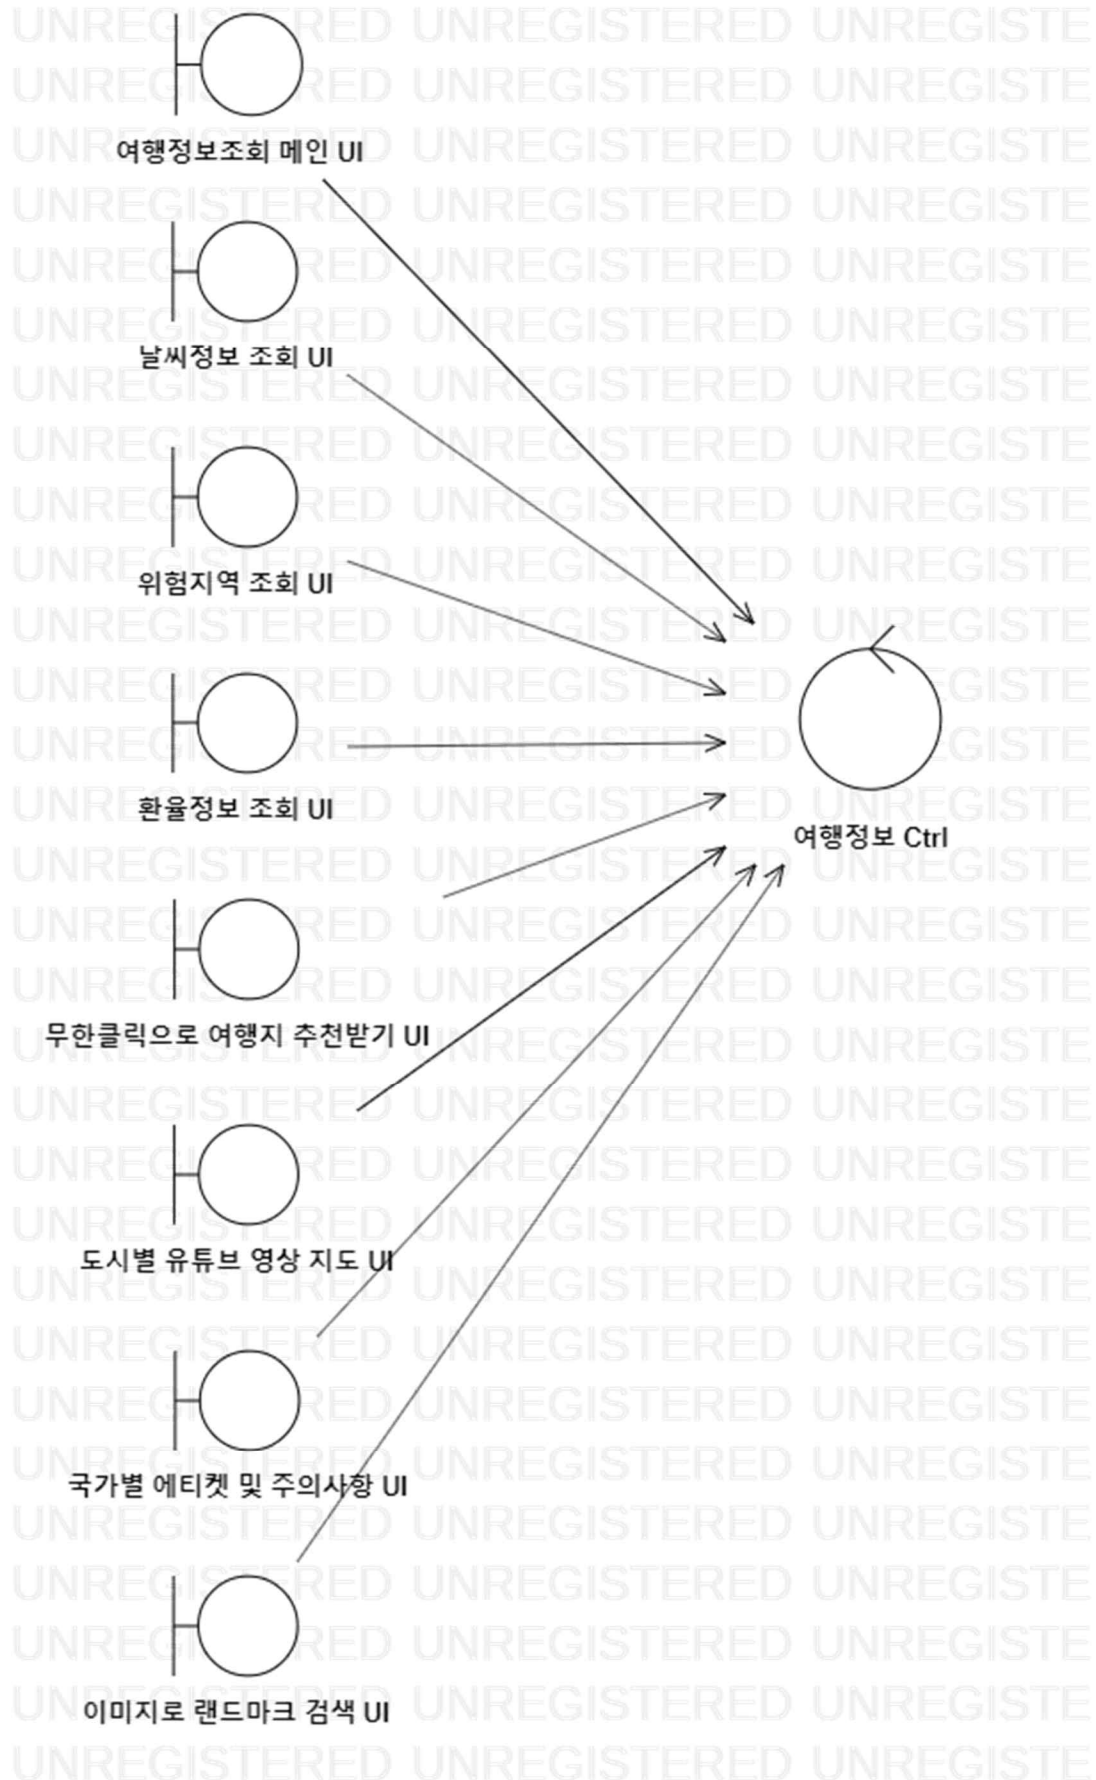 여행정보조회 메인 UI
날씨정보 조회 UI
위험지역 조회 UI
환율정보 조회 UI
여행정보 Ctrl
무한클릭으로 여행지 추천받기 UI
도시별 유튜브 영상 지도 UI
국가별 에티켓 및 주의사항 UI
이미지로 랜드마크 검색 UI